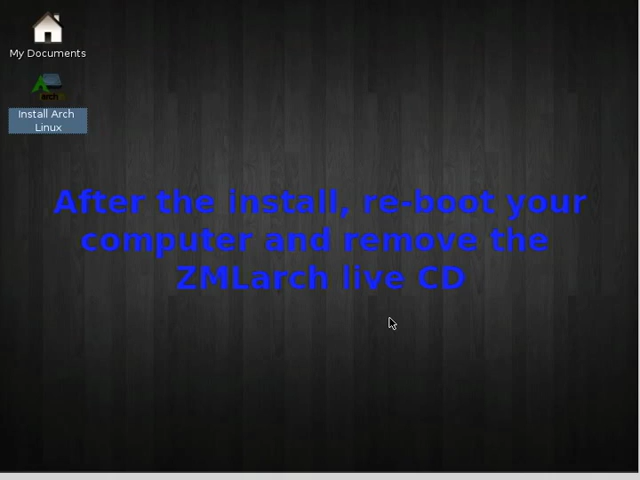 My Documents
Install Arch
Linux
After the install, re-boot your
computer and remove the
ZMLarch live CD